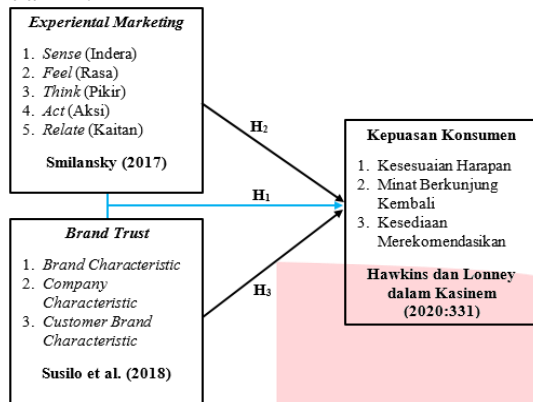 Experiental Marketing
1. Sense (Indera)
2. Feel (Rasa)
3. Think (Pikir)
4. Act (Aksi)
5. Relate (Kaitan)
Smilansky (2017)
H2
H1
Brand Trust
1. Brand Characteristic
2. Company
Characteristic
3. Customer Brand
Characteristic
Susilo et al. (2018)
H3
Kepuasan Konsumen
1. Kesesuaian Harapan
2. Minat Berkunjung
Kembali
3. Kesediaan
Merekomendasikan
Hawkins dan Lonney
dalam Kasinem
(2020:331)